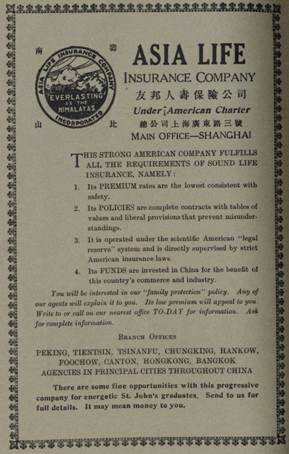 南 壽
ASIA LIFE INSURANCE COMPANY
EVERLASTING
AS THE
HIMALAYAS
INCORPORATED
山 比
ASIA LIFE
INSURANCE COMPANY
友邦人壽保險公司
Under American Charter
總公司上海廣東路三號
MAIN OFFICE—SHANGHAI
THIS STRONG AMERICAN COMPANY FULFILLS
ALL THE REQUIREMENTS OF SOUND LIFE
INSURANCE, NAMELY:
1. Its PREMIUM rates are the lowest consistent with
safety.
2. Its POLICIES are complete contracts with tables of
values and liberal provisions that prevent misunder-
standings.
3. It is operated under the scientific American "legal
reserve" system and is directly supervised by strict
American insurance laws.
4. Its FUNDS are invested in China for the benefit of
this country's commerce and industry.
You will be interested in our "family protection" policy. Any of
our agents will explain it to you. Its low premium will appeal to you.
Write to or call on our nearest office TO-DAY for information. Ask
for complete information.
BRANCH OFFICES
PEKING, TIENTSIN, TSINANFU, CHUNGKING, HANKOW,
FOOCHOW, CANTON, HONGKONG, BANGKOK
AGENCIES IN PRINCIPAL CITIES THROUGHOUT CHINA
There are some fine opportunities with this progressive
company for energetic St. John's graduates. Send to us for
full details. It may mean money to you.